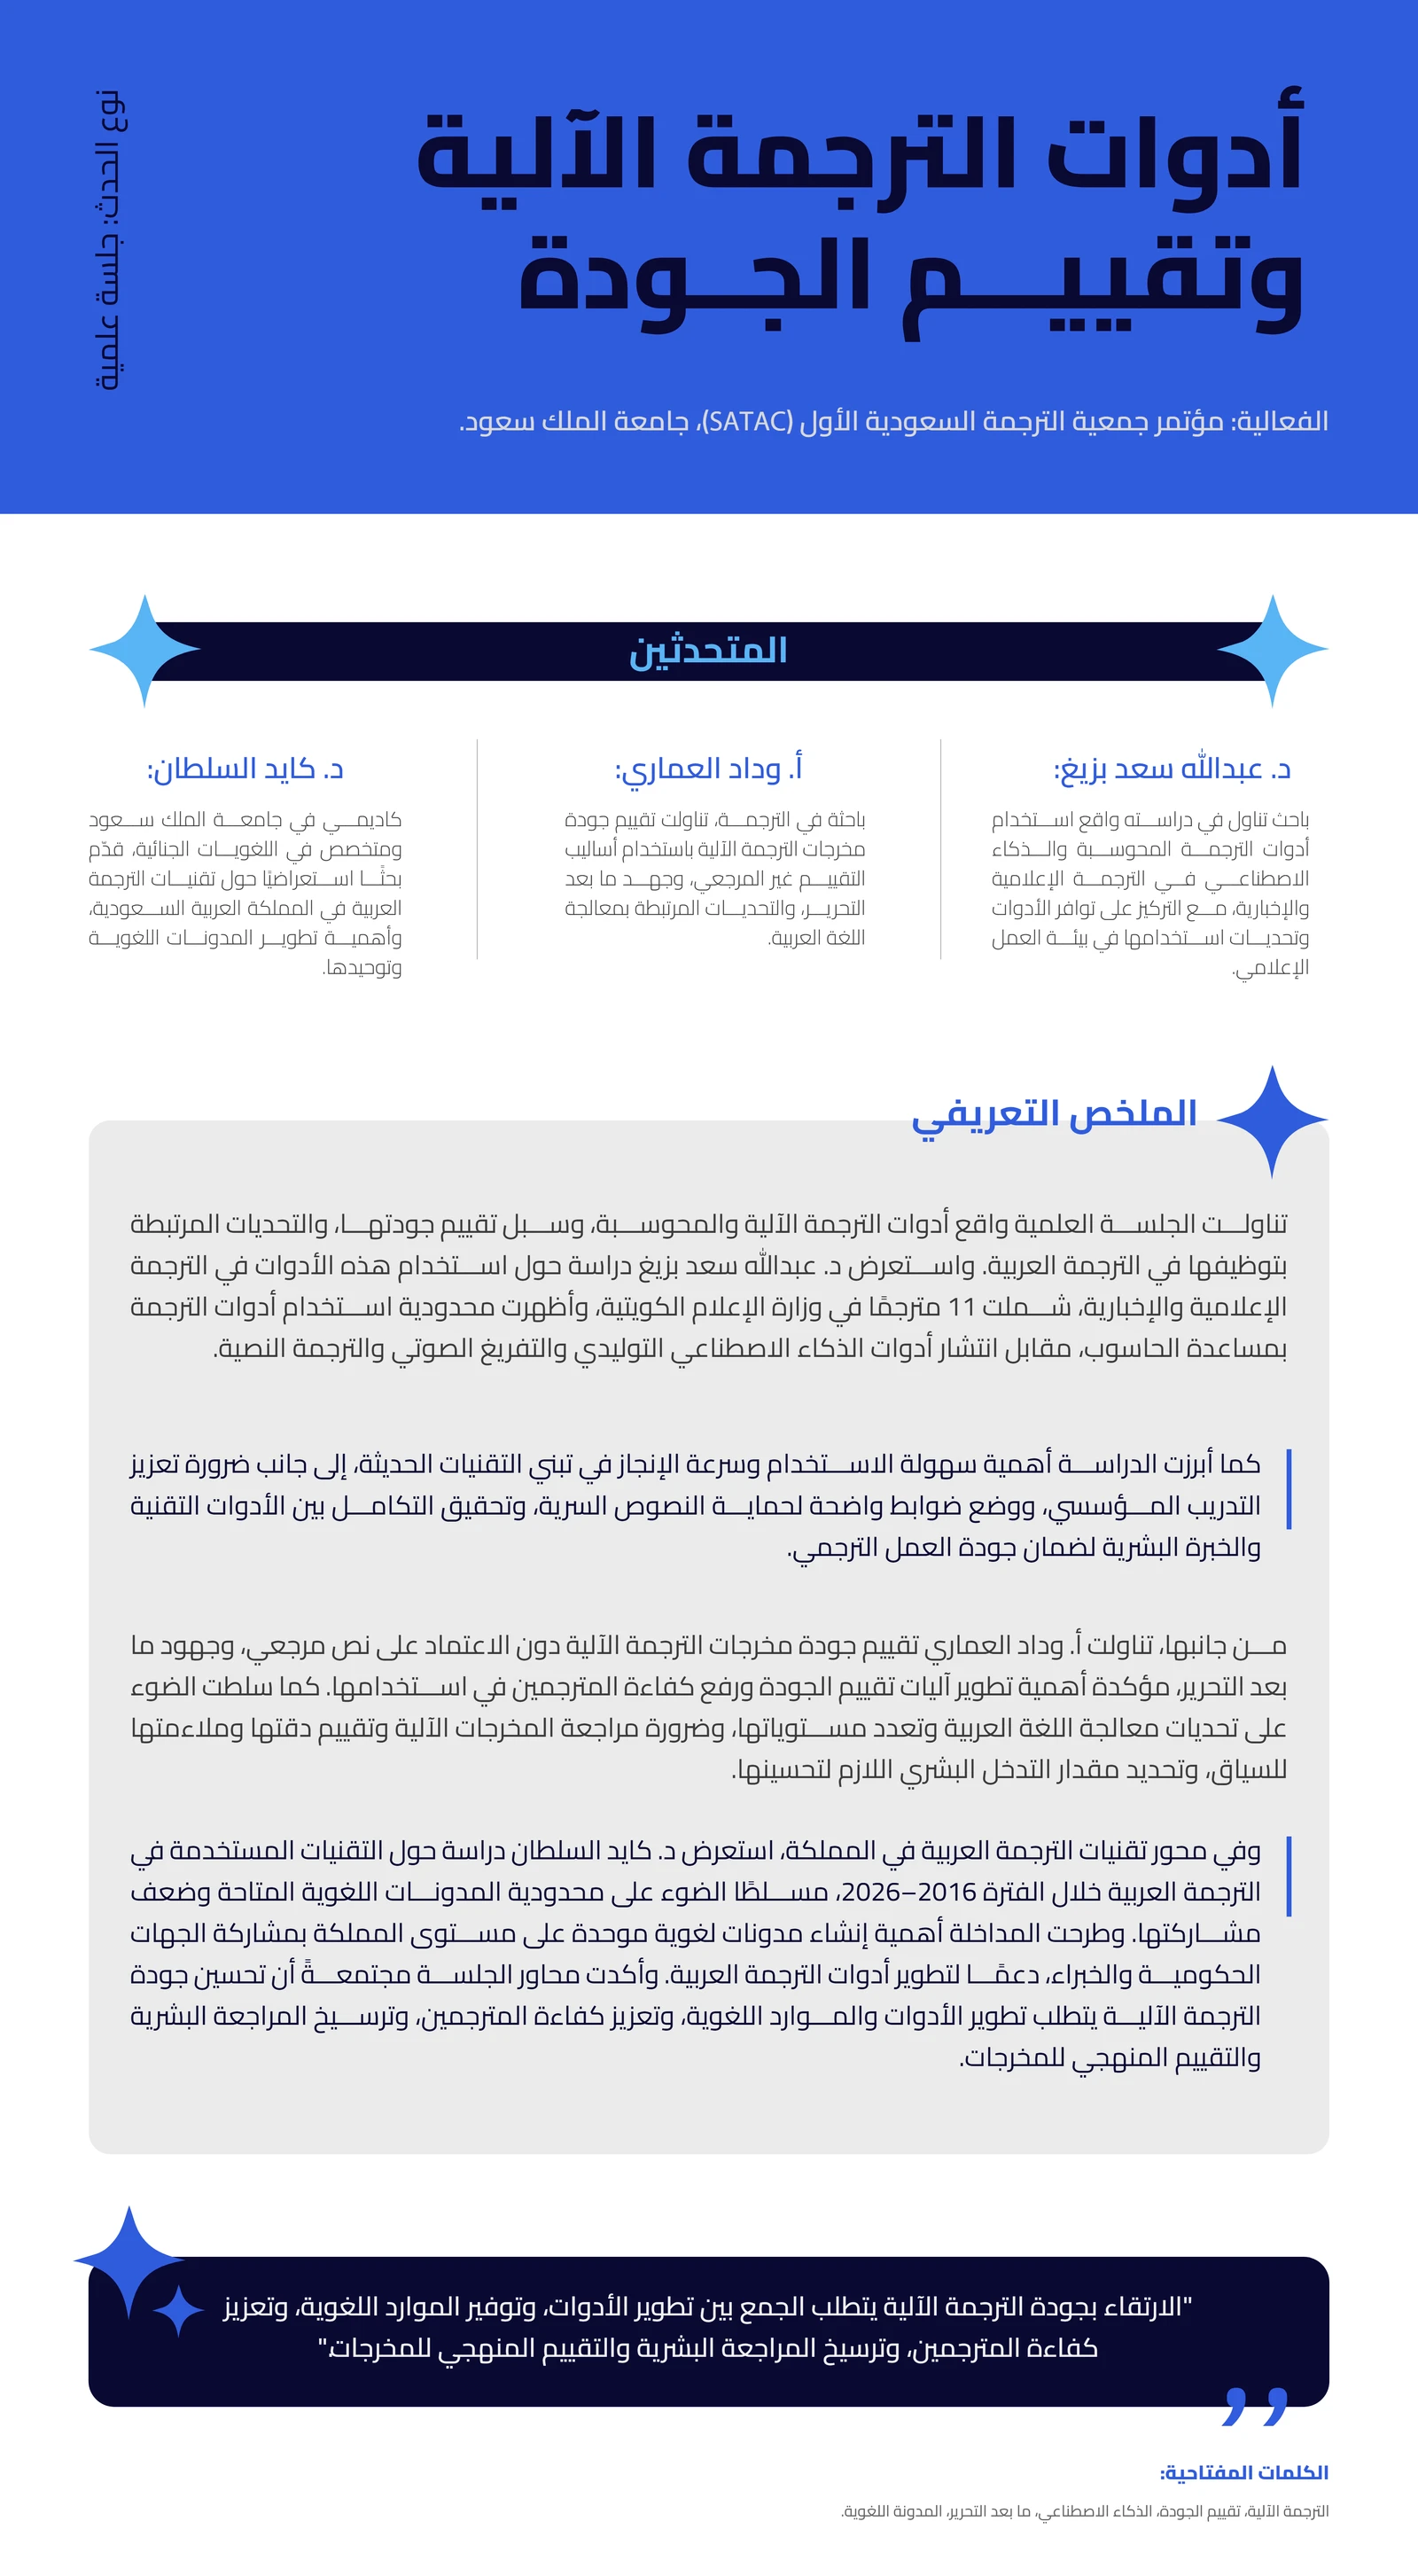 أدوات الترجمة الآلية
وتقييم الجودة
نوع الحدث: جلسة علمية
الفعالية: مؤتمر جمعية الترجمة السعودية الأول (SATAC)، جامعة الملك سعود.
المتحدثين
د. عبدالله سعد بزيغ:
باحث تناول في دراسته واقع استخدام
أدوات الترجمة المحوسبة والذكاء
الاصطناعي في الترجمة الإعلامية
والإخبارية، مع التركيز على توافر الأدوات
وتحديات استخدامها في بيئة العمل
الإعلامي.
أ. وداد العماري:
باحثة في الترجمة، تناولت تقييم جودة
مخرجات الترجمة الآلية باستخدام أساليب
التقييم غير المرجعي، وجهد ما بعد
التحرير، والتحديات المرتبطة بمعالجة
اللغة العربية.
د. كايد السلطان:
كاديمي في جامعة الملك سعود
ومتخصص في اللغويات الجنائية، قدّم
بحثًا استعراضيًا حول تقنيات الترجمة
العربية في المملكة العربية السعودية،
وأهمية تطوير المدونات اللغوية
وتوحيدها.
الملخص التعريفي
تناولت الجلسة العلمية واقع أدوات الترجمة الآلية والمحوسبة، وسبل تقييم جودتها، والتحديات المرتبطة
بتوظيفها في الترجمة العربية. واستعرض د. عبدالله سعد بزيغ دراسة حول استخدام هذه الأدوات في الترجمة
الإعلامية والإخبارية، شملت 11 مترجمًا في وزارة الإعلام الكويتية، وأظهرت محدودية استخدام أدوات الترجمة
بمساعدة الحاسوب، مقابل انتشار أدوات الذكاء الاصطناعي التوليدي والتفريغ الصوتي والترجمة النصية.
كما أبرزت الدراسة أهمية سهولة الاستخدام وسرعة الإنجاز في تبني التقنيات الحديثة، إلى جانب ضرورة تعزيز
التدريب المؤسسي، ووضع ضوابط واضحة لحماية النصوص السرية، وتحقيق التكامل بين الأدوات التقنية
والخبرة البشرية لضمان جودة العمل الترجمي.
من جانبها، تناولت أ. وداد العماري تقييم جودة مخرجات الترجمة الآلية دون الاعتماد على نص مرجعي، وجهود ما
بعد التحرير، مؤكدة أهمية تطوير آليات تقييم الجودة ورفع كفاءة المترجمين في استخدامها. كما سلطت الضوء
على تحديات معالجة اللغة العربية وتعدد مستوياتها، وضرورة مراجعة المخرجات الآلية وتقييم دقتها وملاءمتها
للسياق، وتحديد مقدار التدخل البشري اللازم لتحسينها.
وفي محور تقنيات الترجمة العربية في المملكة، استعرض د. كايد السلطان دراسة حول التقنيات المستخدمة في
الترجمة العربية خلال الفترة 2016–2026، مسلطًا الضوء على محدودية المدونات اللغوية المتاحة وضعف
مشاركتها. وطرحت المداخلة أهمية إنشاء مدونات لغوية موحدة على مستوى المملكة بمشاركة الجهات
الحكومية والخبراء، دعمًا لتطوير أدوات الترجمة العربية. وأكدت محاور الجلسة مجتمعةً أن تحسين جودة
الترجمة الآلية يتطلب تطوير الأدوات والموارد اللغوية، وتعزيز كفاءة المترجمين، وترسيخ المراجعة البشرية
والتقييم المنهجي للمخرجات.
"الارتقاء بجودة الترجمة الآلية يتطلب الجمع بين تطوير الأدوات، وتوفير الموارد اللغوية، وتعزيز
كفاءة المترجمين، وترسيخ المراجعة البشرية والتقييم المنهجي للمخرجات."
الكلمات المفتاحية:
الترجمة الآلية، تقييم الجودة، الذكاء الاصطناعي، ما بعد التحرير، المدونة اللغوية.